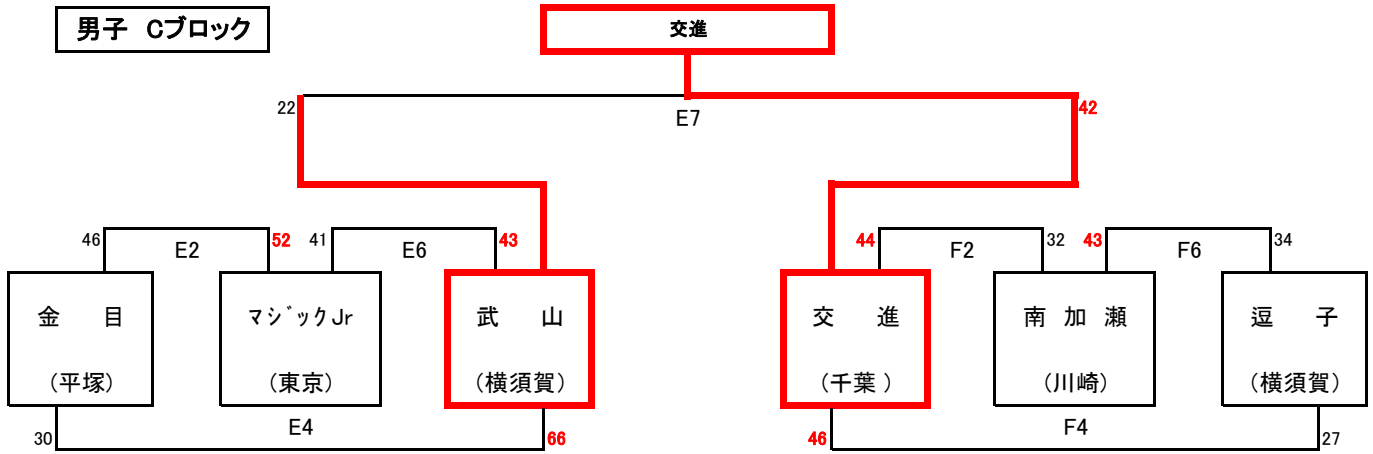 男子 Cブロック
交進
22
E7
42
46
E2
52
41
E6
43
44
F2
32
43
F6
34
金 目
マジックJr
武 山
交 進
南 加 瀬
逗 子
(平塚)
(東京)
(横須賀)
(千葉)
(川崎)
(横須賀)
30
E4
66
46
F4
27